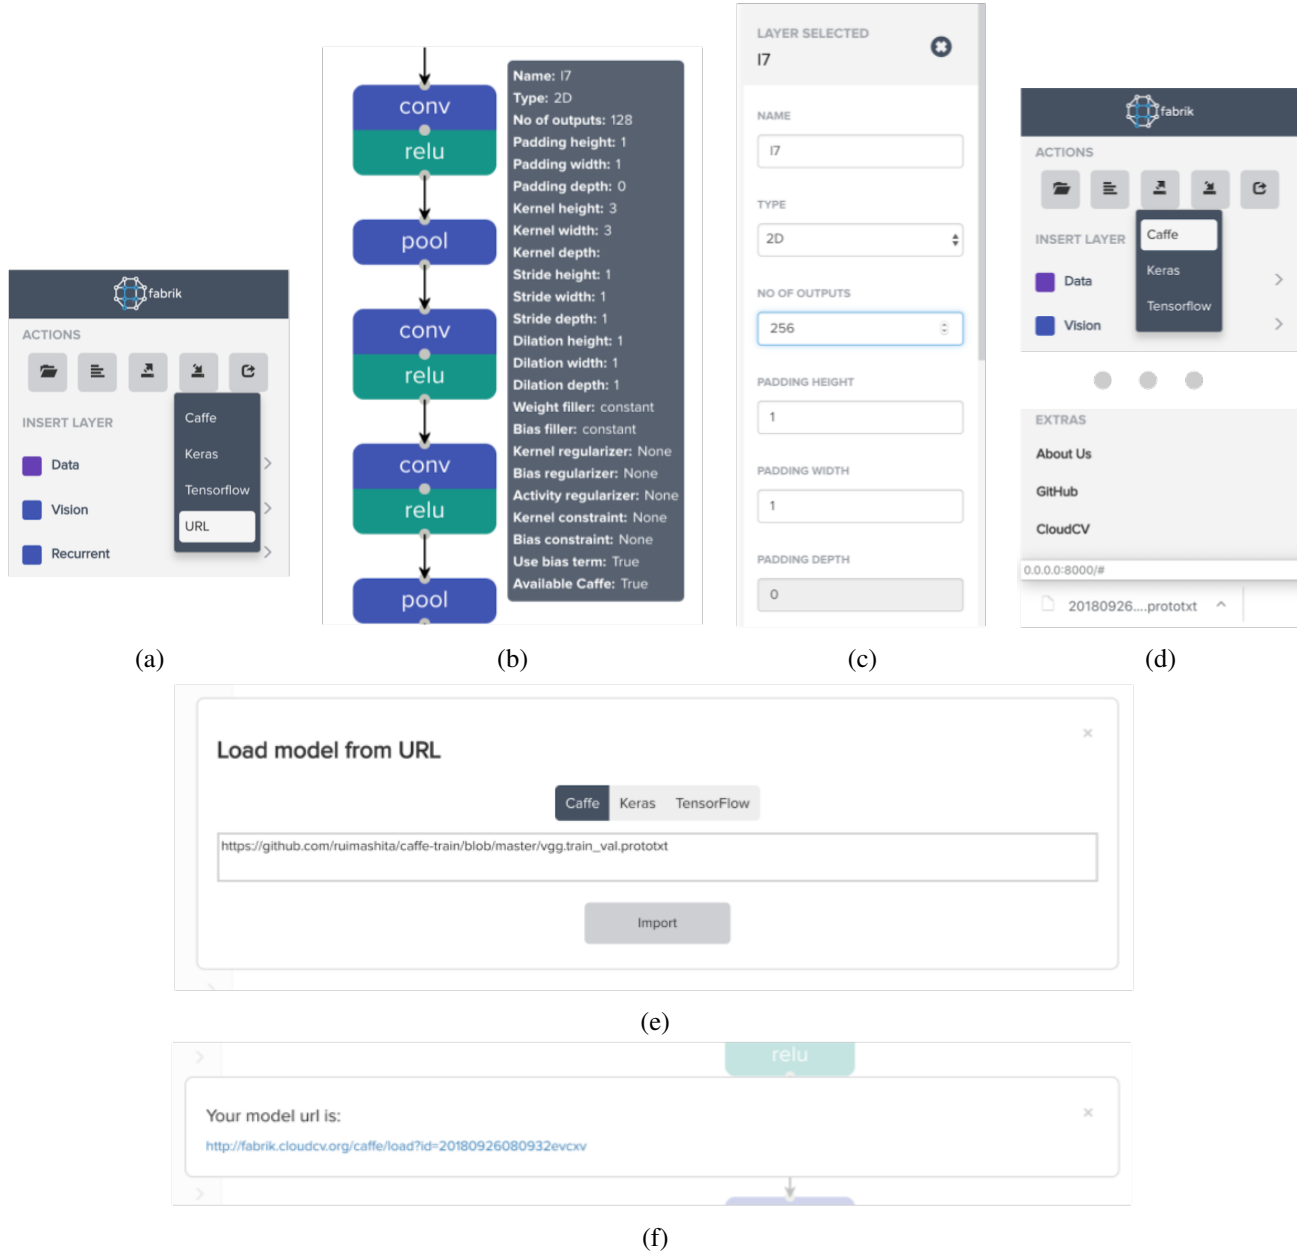 fabrik
ACTIONS
INSERT LAYER
Data
Vision
Recurrent
Caffe
Keras
Tensorflow
URL
(a)
conv
relu
pool
conv
relu
conv
relu
pool
Name: l7
Type: 2D
No of outputs: 128
Padding height: 1
Padding width: 1
Padding depth: 0
Kernel height: 3
Kernel width: 3
Kernel depth:
Stride height: 1
Stride width: 1
Stride depth: 1
Dilation height: 1
Dilation width: 1
Dilation depth: 1
Weight filler: constant
Bias filler: constant
Kernel regularizer: None
Bias regularizer: None
Activity regularizer: None
Kernel constraint: None
Bias constraint: None
Use bias term: True
Available Caffe: True
(b)
LAYER SELECTED
l7
NAME
l7
TYPE
2D
NO OF OUTPUTS
256
PADDING HEIGHT
1
PADDING WIDTH
1
PADDING DEPTH
0
(c)
fabrik
ACTIONS
INSERT LAYER
Data
Vision
Caffe
Keras
Tensorflow
EXTRAS
About Us
GitHub
CloudCV
0.0.0.0:8000/#
20180926....prototxt
(d)
Load model from URL
Caffe Keras TensorFlow
https://github.com/ruimashita/caffe-train/blob/master/vgg.train_val.prototxt
Import
(e)
relu
Your model url is:
http://fabrik.cloudcv.org/caffe/load?id=20180926080932evcxv
(f)